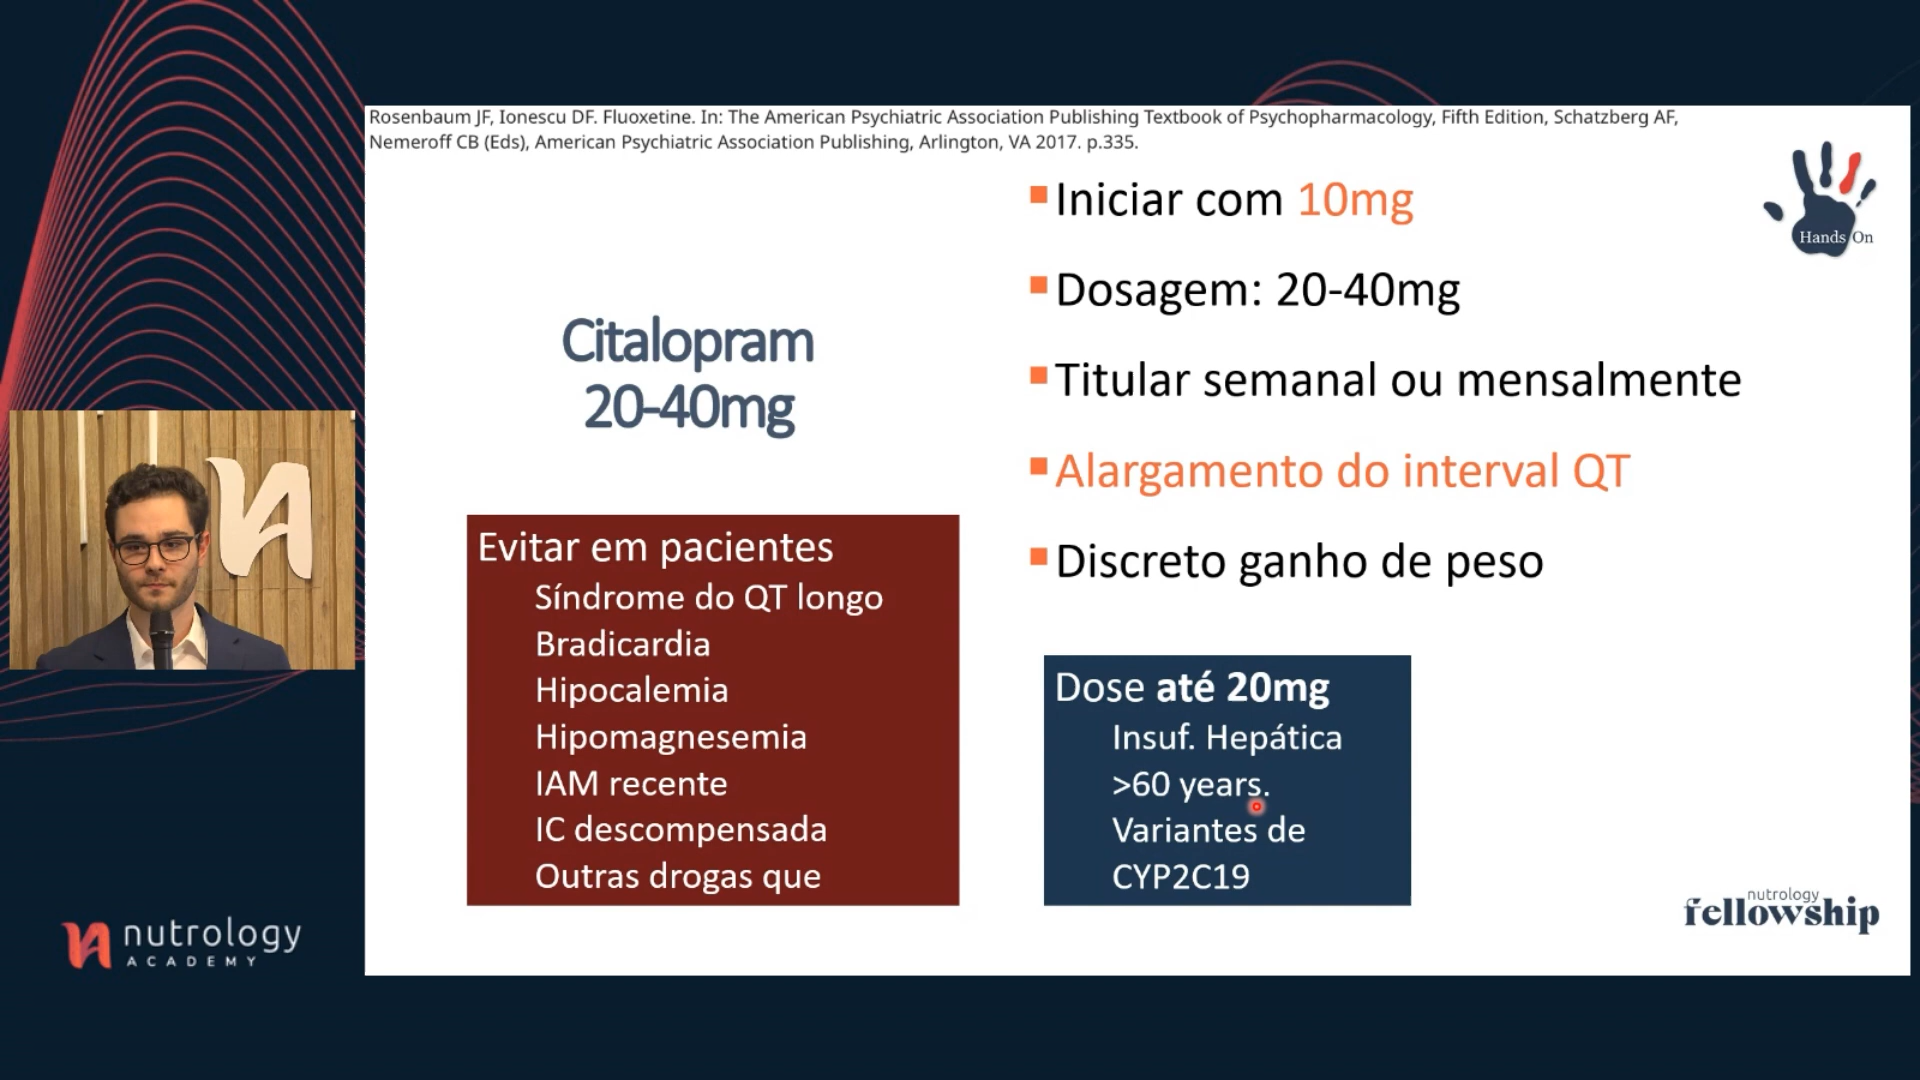 Rosenbaum JF, Ionescu DF. Fluoxetine. In: The American Psychiatric Association Publishing Textbook of Psychopharmacology, Fifth Edition, Schatzberg AF,
Nemeroff CB (Eds), American Psychiatric Association Publishing, Arlington, VA 2017. p.335.
Hands On
Citalopram
20-40mg
Iniciar com 10mg
Dosagem: 20-40mg
Titular semanal ou mensalmente
Alargamento do interval QT
Discreto ganho de peso
Evitar em pacientes
Síndrome do QT longo
Bradicardia
Hipocalemia
Hipomagnesemia
IAM recente
IC descompensada
Outras drogas que
Dose até 20mg
Insuf. Hepática
>60 years.
Variantes de
CYP2C19
nutrology
fellowship
nutrology
ACADEMY